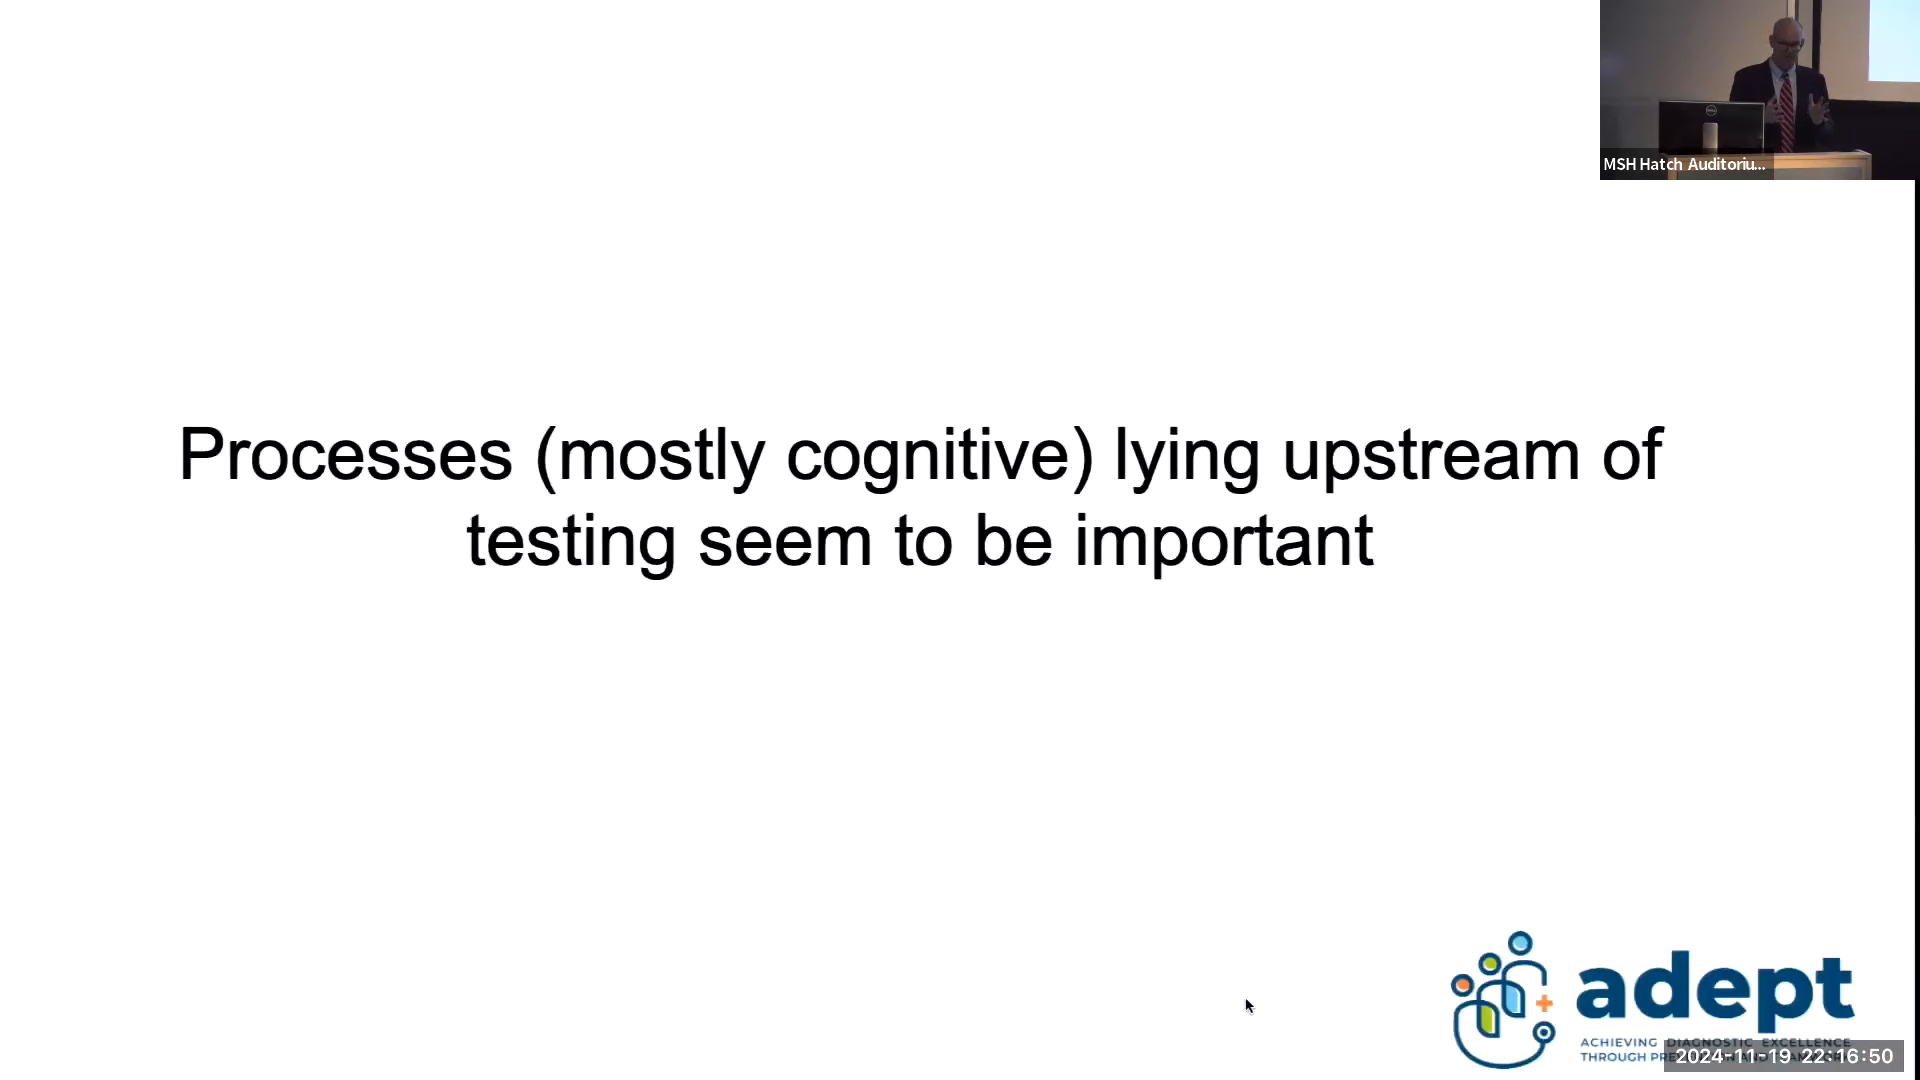 MSH Hatch Auditoriu...
Processes (mostly cognitive) lying upstream of
testing seem to be important
adept
ACHIEVING DIAGNOSTIC EXCELLENCE
THROUGH
2024-11-19 22:16:50